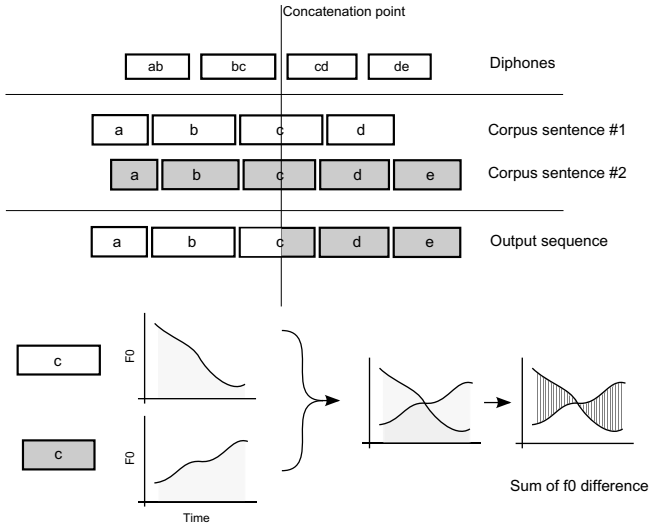 Concatenation point
ab bc cd de Diphones
a b c d Corpus sentence #1
a b c d e Corpus sentence #2
a b c d e Output sequence
c F0
c F0
Time
Sum of f0 difference